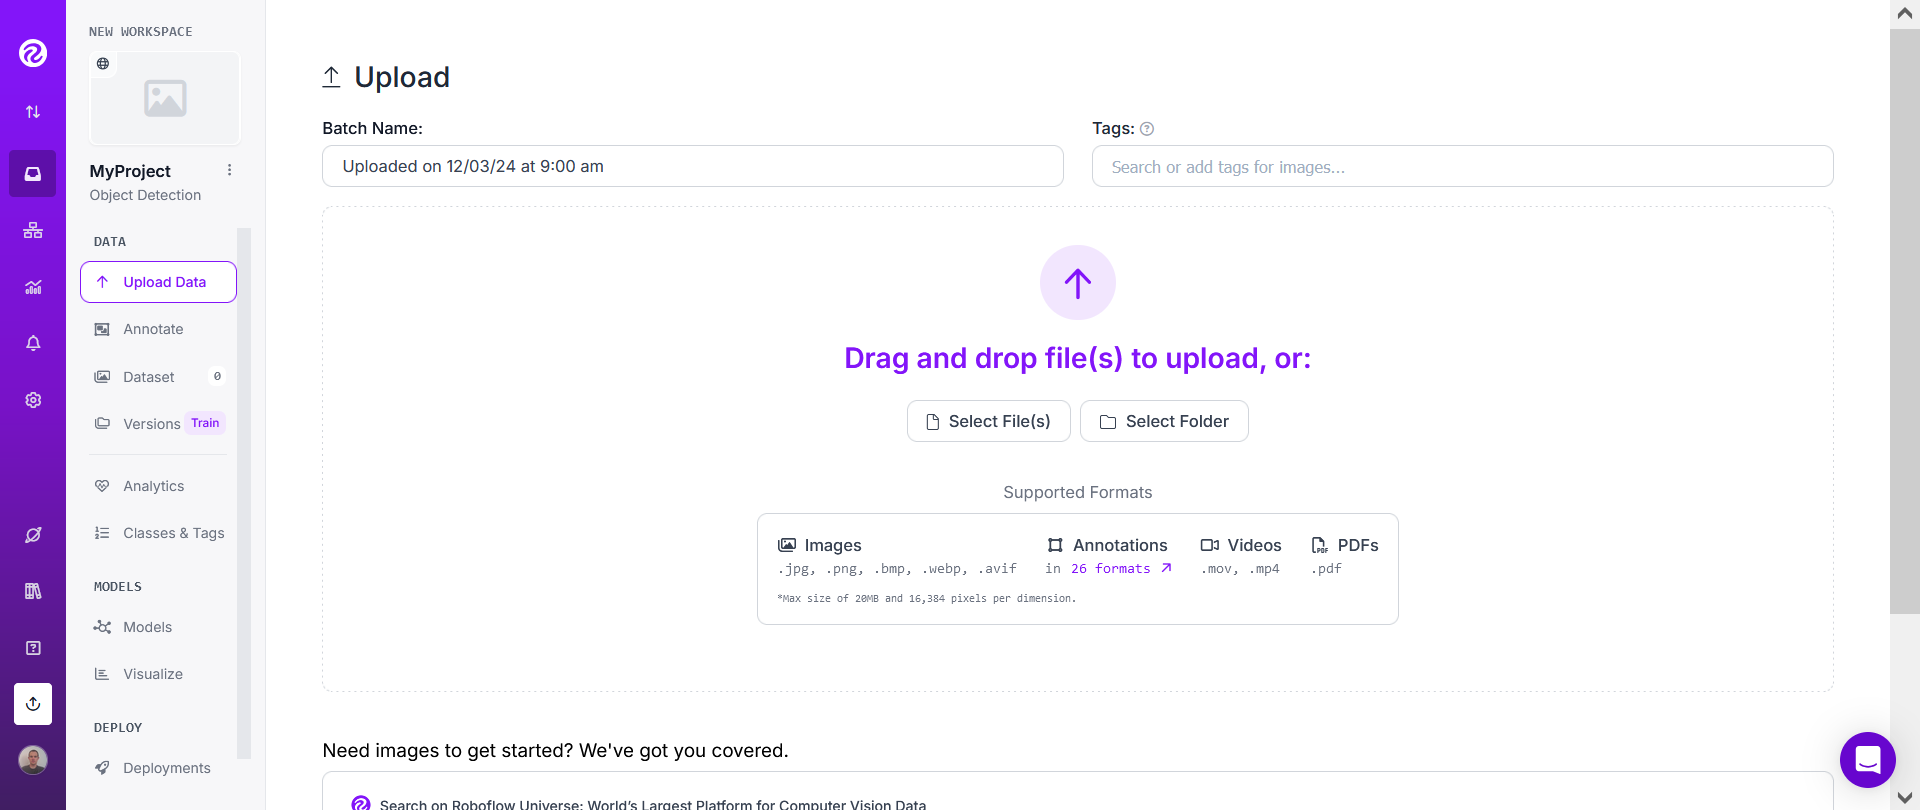 NEW WORKSPACE
MyProject
Object Detection
DATA
Upload Data
Annotate
Dataset 0
Versions Train
Analytics
Classes & Tags
MODELS
Models
Visualize
DEPLOY
Deployments
Upload
Batch Name:
Uploaded on 12/03/24 at 9:00 am
Tags:
Search or add tags for images...
Drag and drop file(s) to upload, or:
Select File(s) Select Folder
Supported Formats
Images
.jpg, .png, .bmp, .webp, .avif
Annotations
in 26 formats
Videos
.mov, .mp4
PDFs
.pdf
*Max size of 20MB and 16,384 pixels per dimension.
Need images to get started? We've got you covered.
Search on Roboflow Universe: World's Largest Platform for Computer Vision Data